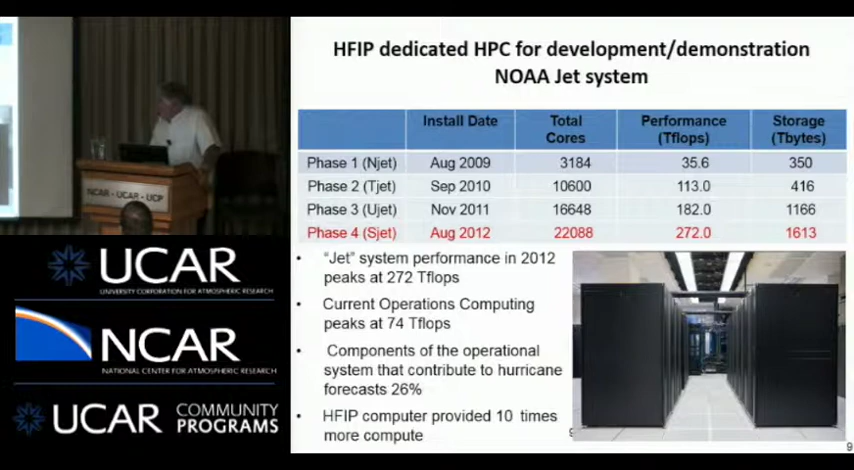 HFIP dedicated HPC for development/demonstration
NOAA Jet system
Install Date Total Cores Performance (Tflops) Storage (Tbytes)
Phase 1 (Njet) Aug 2009 3184 35.6 350
Phase 2 (Tjet) Sep 2010 10600 113.0 416
Phase 3 (Ujet) Nov 2011 16648 182.0 1166
Phase 4 (Sjet) Aug 2012 22088 272.0 1613
• "Jet" system performance in 2012
peaks at 272 Tflops
• Current Operations Computing
peaks at 74 Tflops
• Components of the operational
system that contribute to hurricane
forecasts 26%
• HFIP computer provided 10 times
more compute
9
NCAR - UCAR - UCP
UCAR
UNIVERSITY CORPORATION FOR ATMOSPHERIC RESEARCH
NCAR
NATIONAL CENTER FOR ATMOSPHERIC RESEARCH
UCAR COMMUNITY
PROGRAMS